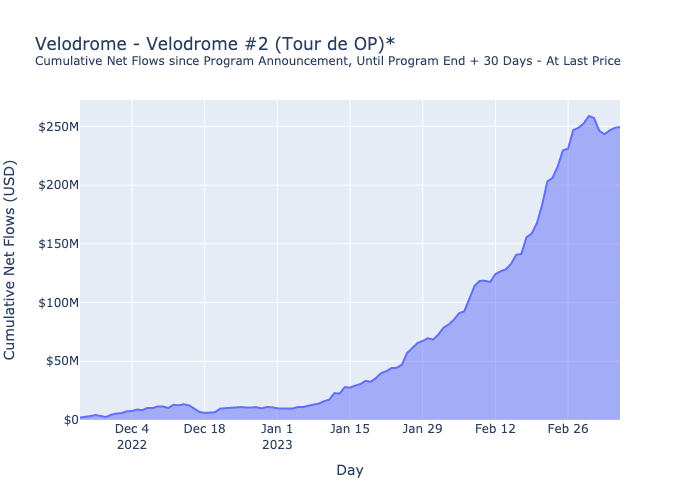 Velodrome - Velodrome #2 (Tour de OP)*
Cumulative Net Flows since Program Announcement, Until Program End + 30 Days - At Last Price
Cumulative Net Flows (USD)
$250M
$200M
$150M
$100M
$50M
$0
Dec 4 Dec 18 Jan 1 Jan 15 Jan 29 Feb 12 Feb 26
2022 2023
Day